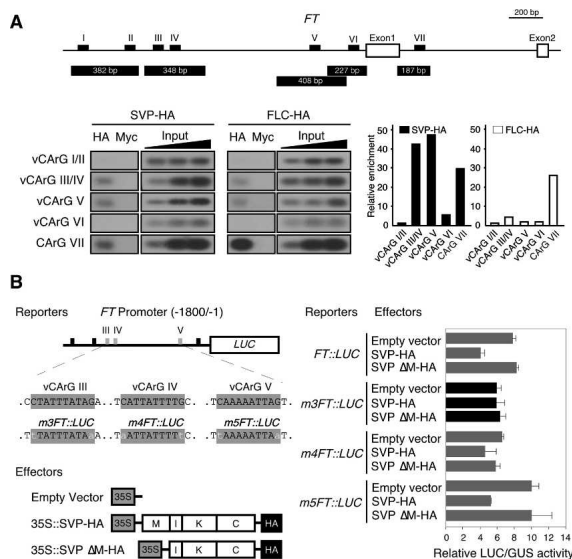 A
FT
200 bp
I II III IV V VI Exon1 VII Exon2
382 bp 348 bp 227 bp 187 bp
408 bp
SVP-HA FLC-HA
HA Myc Input HA Myc Input
vCArG I/II
vCArG III/IV
vCArG V
vCArG VI
CArG VII
Relative enrichment
50
40
30
20
10
0
SVP-HA
FLC-HA
vCArG I/II vCArG III/IV vCArG V vCArG VI CArG VII
vCArG I/II vCArG III/IV vCArG V vCArG VI CArG VII
B
Reporters FT Promoter (-1800/-1)
III IV V LUC
vCArG III vCArG IV vCArG V
..CCTATTTATAGA..TCATTATTTTGC..TCAAAAATTAGT..
m3FT::LUC m4FT::LUC m5FT::LUC
Effectors
Empty Vector 35S
35S::SVP-HA 35S M I K C HA
35S::SVP ΔM-HA 35S I K C HA
Reporters Effectors
FT::LUC
Empty vector
SVP-HA
SVP ΔM-HA
m3FT::LUC
Empty vector
SVP-HA
SVP ΔM-HA
m4FT::LUC
Empty vector
SVP-HA
SVP ΔM-HA
m5FT::LUC
Empty vector
SVP-HA
SVP ΔM-HA
0 2 4 6 8 10 12 14
Relative LUC/GUS activity